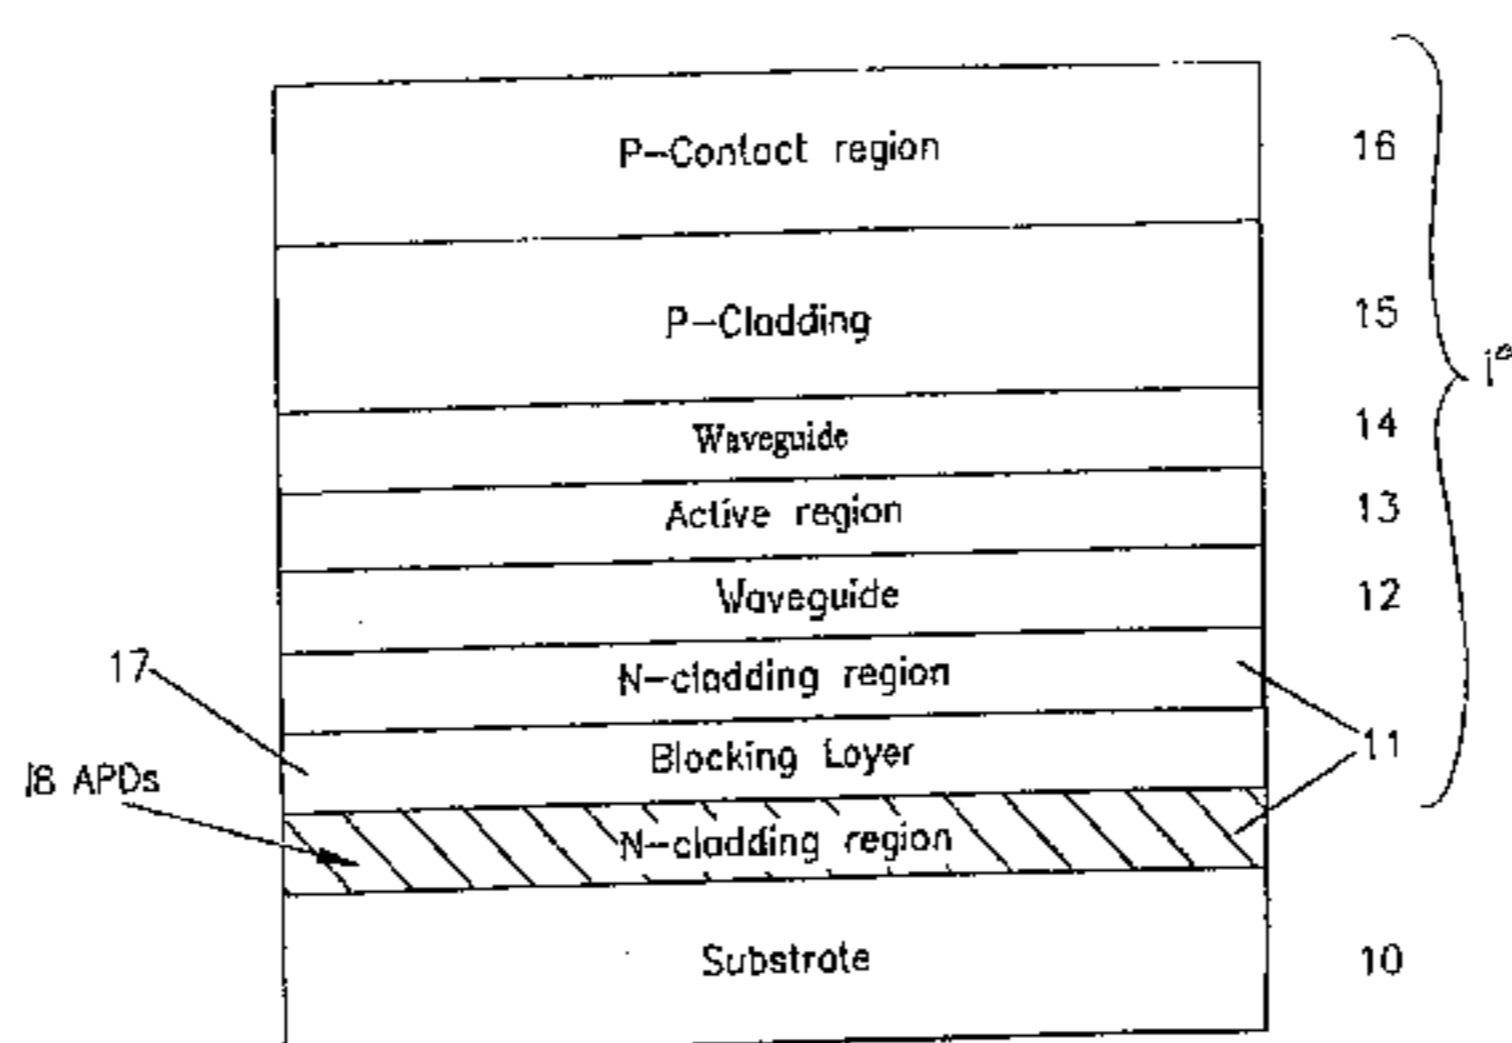 P-Contact region 16
P-Cladding 15
Waveguide 14
Active region 13
Waveguide 12
17 N-cladding region
Blocking Layer 11
18 APDs N-cladding region
Substrate 10